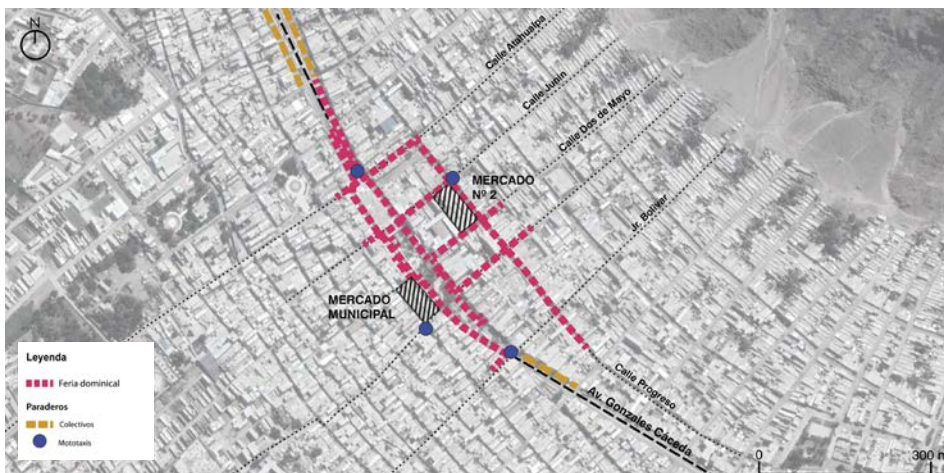 N
Calle Atahualpa
Calle Junín
Calle Dos de Mayo
Jr. Bolívar
MERCADO
Nº 2
MERCADO
MUNICIPAL
Calle Progreso
Av. Gonzales Cáceda
Leyenda
Feria dominical
Paraderos
Colectivos
Mototaxis
0
300 m